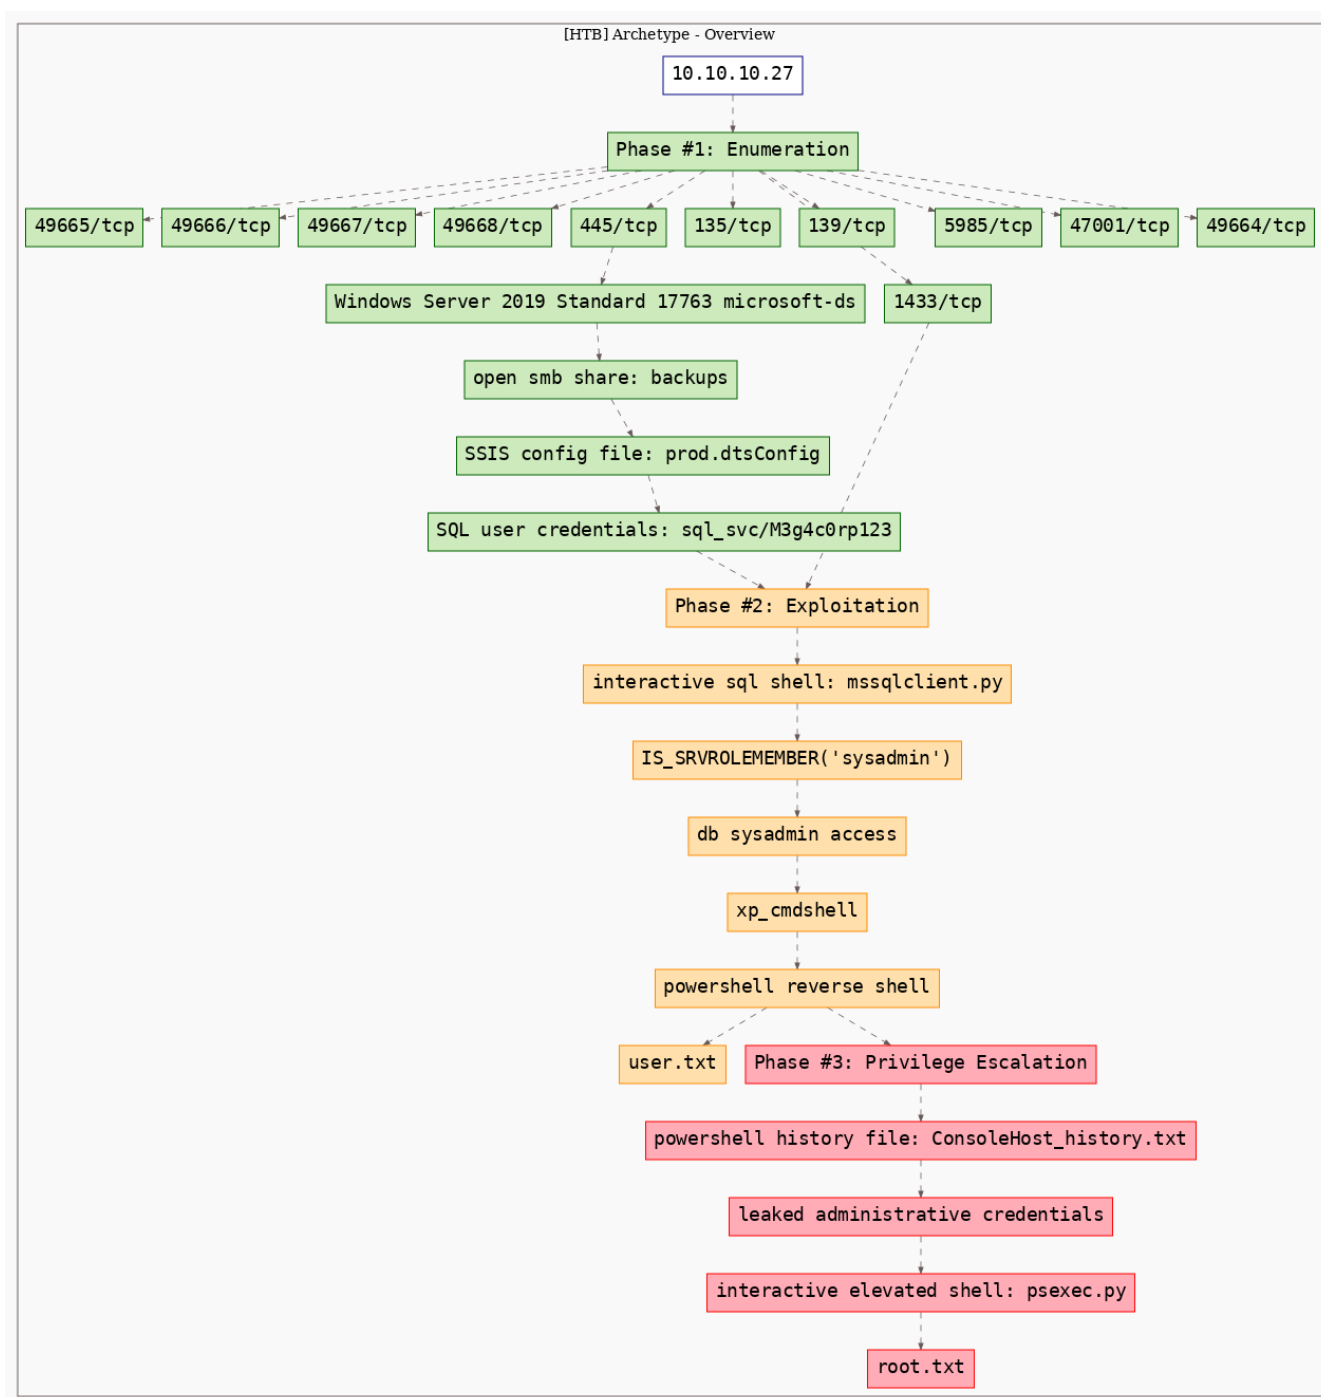 [HTB] Archetype - Overview
10.10.10.27
Phase #1: Enumeration
49665/tcp
49666/tcp
49667/tcp
49668/tcp
445/tcp
135/tcp
139/tcp
5985/tcp
47001/tcp
49664/tcp
Windows Server 2019 Standard 17763 microsoft-ds
1433/tcp
open smb share: backups
SSIS config file: prod.dtsConfig
SQL user credentials: sql_svc/M3g4c0rp123
Phase #2: Exploitation
interactive sql shell: mssqlclient.py
IS_SRVROLEMEMBER('sysadmin')
db sysadmin access
xp_cmdshell
powershell reverse shell
user.txt
Phase #3: Privilege Escalation
powershell history file: ConsoleHost_history.txt
leaked administrative credentials
interactive elevated shell: psexec.py
root.txt